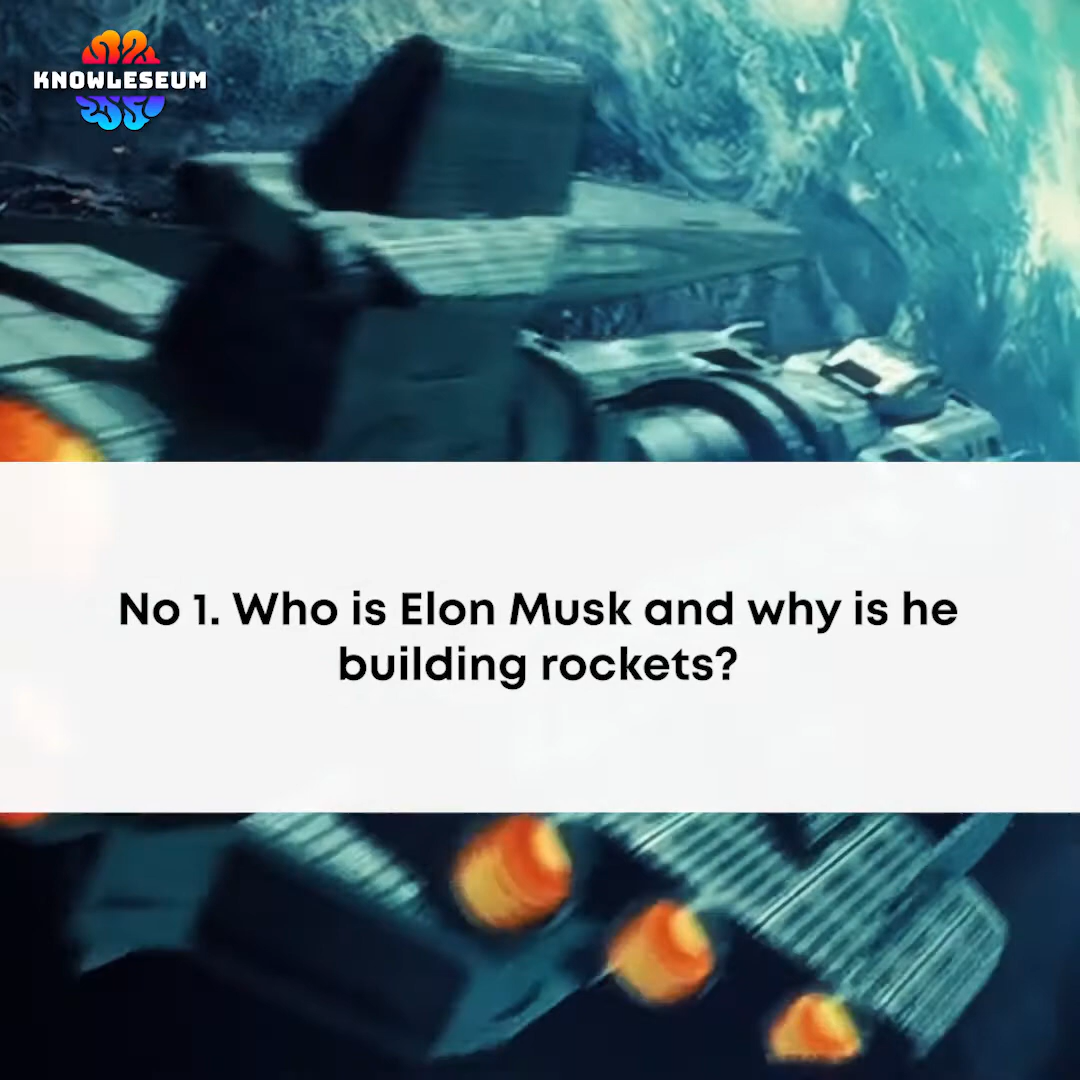 KNOWLESEUM
No 1. Who is Elon Musk and why is he
building rockets?